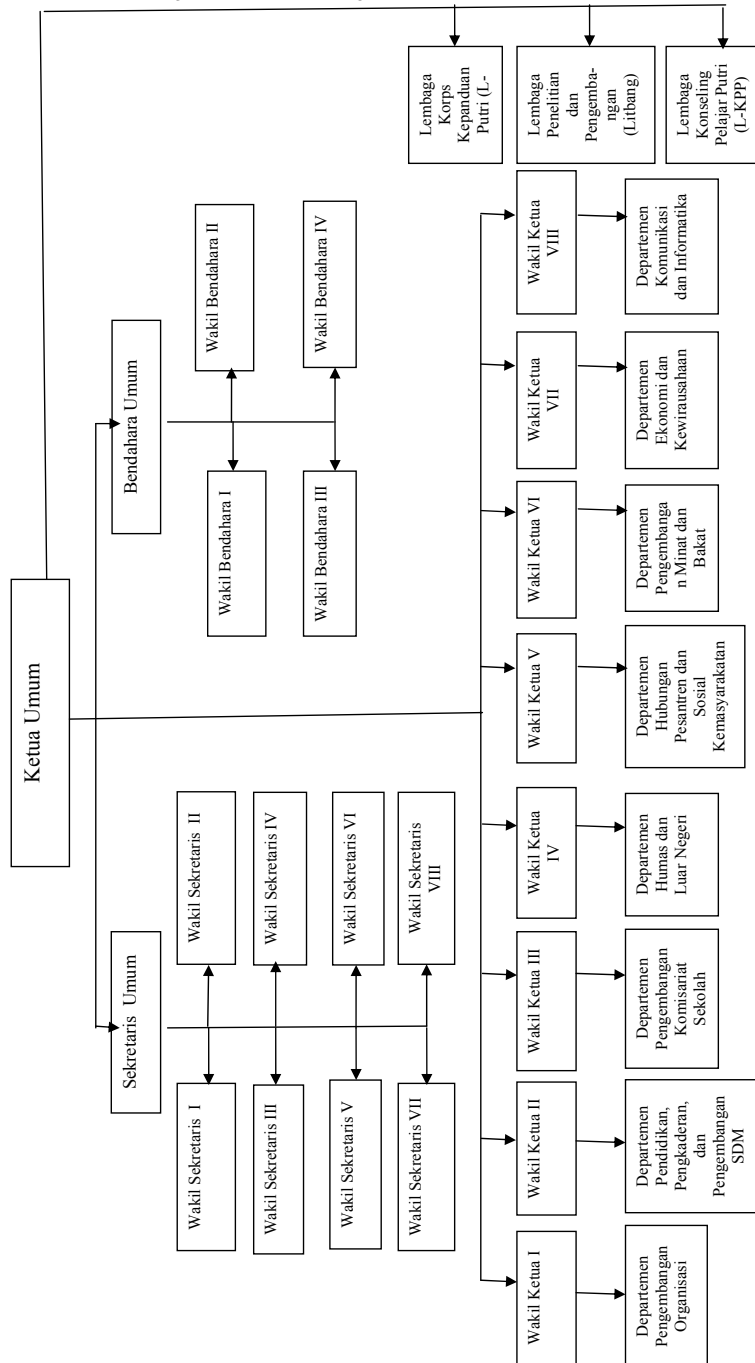 Ketua Umum
Sekretaris Umum
Bendahara Umum
Wakil Sekretaris I
Wakil Sekretaris II
Wakil Sekretaris III
Wakil Sekretaris IV
Wakil Sekretaris V
Wakil Sekretaris VI
Wakil Sekretaris VII
Wakil Sekretaris
VIII
Wakil Bendahara I
Wakil Bendahara II
Wakil Bendahara III
Wakil Bendahara IV
Lembaga
Korps
Kepanduan
Putri (L-
Lembaga
Penelitian
dan
Pengemba-
ngan
(Litbang)
Lembaga
Konseling
Pelajar Putri
(L-KPP)
Wakil Ketua I
Wakil Ketua II
Wakil Ketua III
Wakil Ketua
IV
Wakil Ketua V
Wakil Ketua VI
Wakil Ketua
VII
Wakil Ketua
VIII
Departemen
Pengembangan
Organisasi
Departemen
Pendidikan,
Pengkaderan,
dan
Pengembangan
SDM
Departemen
Pengembangan
Komisariat
Sekolah
Departemen
Humas dan
Luar Negeri
Departemen
Hubungan
Pesantren dan
Sosial
Kemasyarakatan
Departemen
Pengembanga
n Minat dan
Bakat
Departemen
Ekonomi dan
Kewirausahaan
Departemen
Komunikasi
dan Informatika